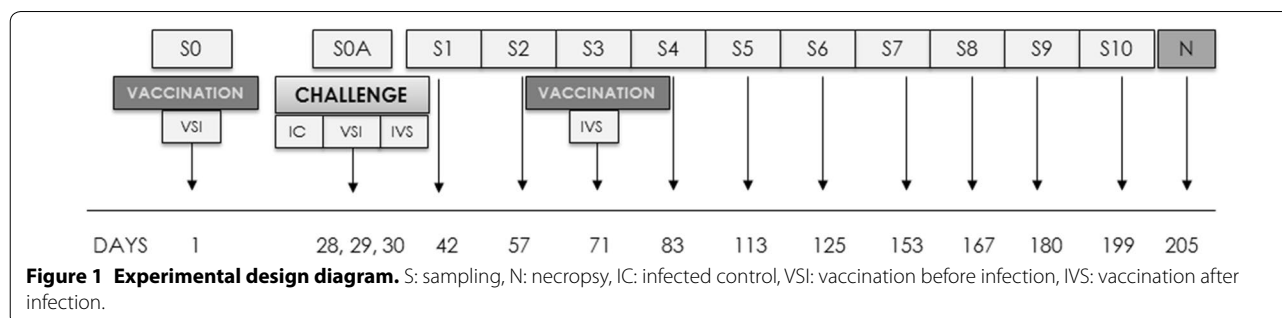 S0 S0A S1 S2 S3 S4 S5 S6 S7 S8 S9 S10 N
VACCINATION CHALLENGE VACCINATION
VSI IC VSI IVS IVS
DAYS 1 28, 29, 30 42 57 71 83 113 125 153 167 180 199 205
Figure 1 Experimental design diagram. S: sampling, N: necropsy, IC: infected control, VSI: vaccination before infection, IVS: vaccination after
infection.